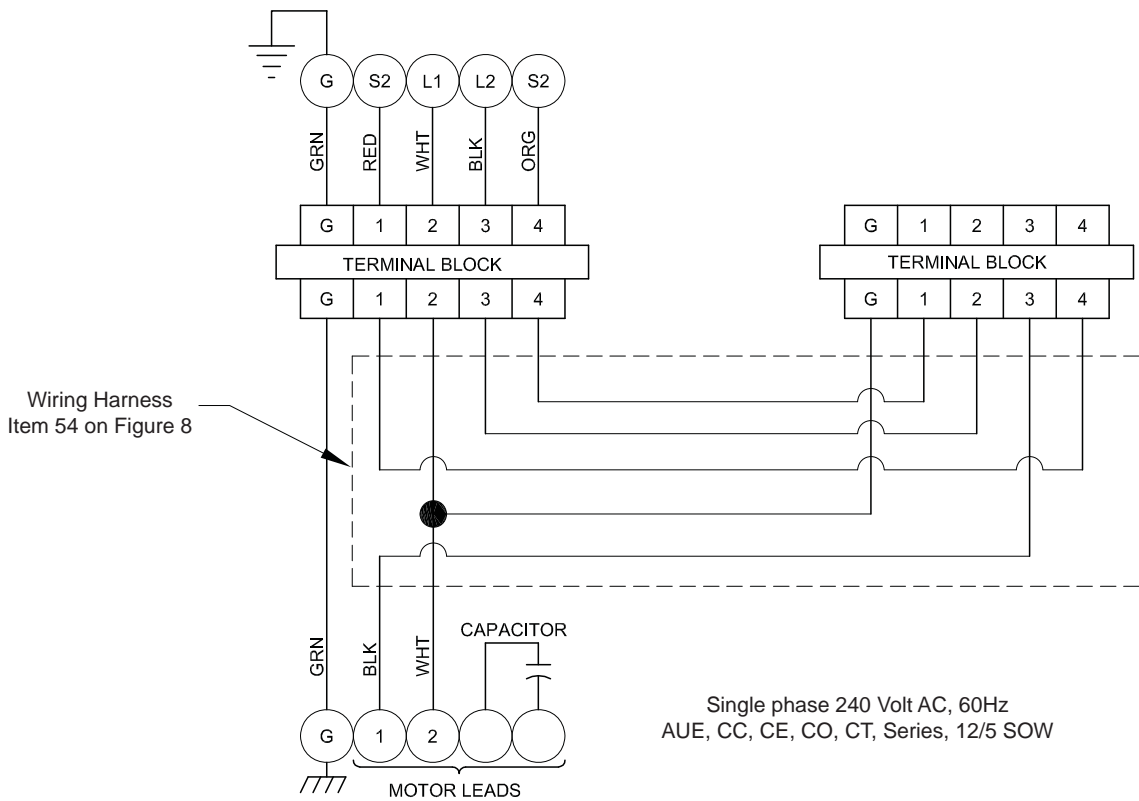 G S2 L1 L2 S2
GRN RED WHT BLK ORG
G 1 2 3 4
TERMINAL BLOCK
G 1 2 3 4
G 1 2 3 4
TERMINAL BLOCK
G 1 2 3 4
Wiring Harness
Item 54 on Figure 8
GRN BLK WHT
CAPACITOR
G 1 2
MOTOR LEADS
Single phase 240 Volt AC, 60Hz
AUE, CC, CE, CO, CT, Series, 12/5 SOW